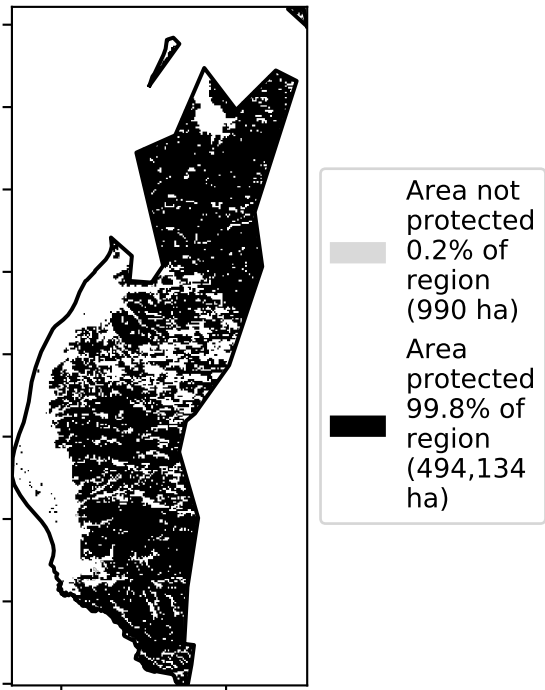 Area not
protected
0.2% of
region
(990 ha)
Area
protected
99.8% of
region
(494,134
ha)